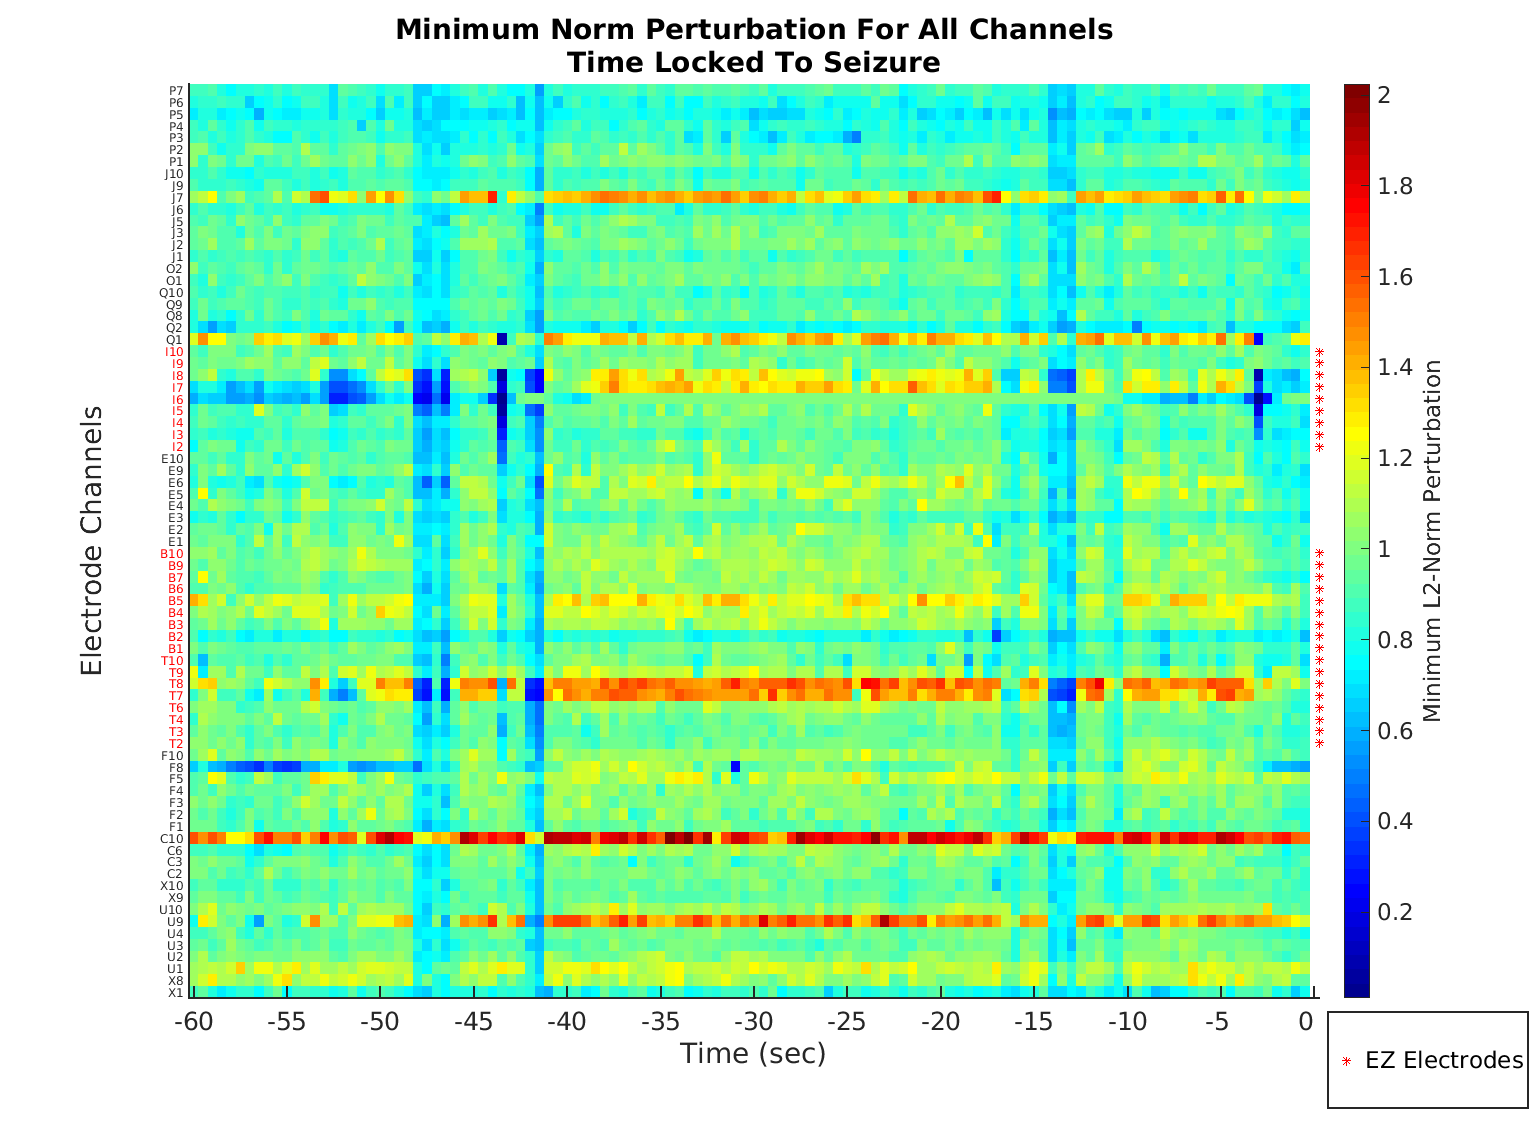 Minimum Norm Perturbation For All Channels
Time Locked To Seizure
Electrode Channels
P7
P6
P5
P4
P3
P2
P1
J10
J9
J7
J6
J5
J3
J2
J1
O2
O1
Q10
Q9
Q8
Q2
Q1
I10
I9
I8
I7
I6
I5
I4
I3
I2
E10
E9
E6
E5
E4
E3
E2
E1
B10
B9
B7
B6
B5
B4
B3
B2
B1
T10
T9
T8
T7
T6
T4
T3
T2
F10
F8
F5
F4
F3
F2
F1
C10
C6
C3
C2
X10
X9
U10
U9
U4
U3
U2
U1
X8
X1
-60 -55 -50 -45 -40 -35 -30 -25 -20 -15 -10 -5 0
Time (sec)
2
1.8
1.6
1.4
1.2
1
0.8
0.6
0.4
0.2
Minimum L2-Norm Perturbation
EZ Electrodes